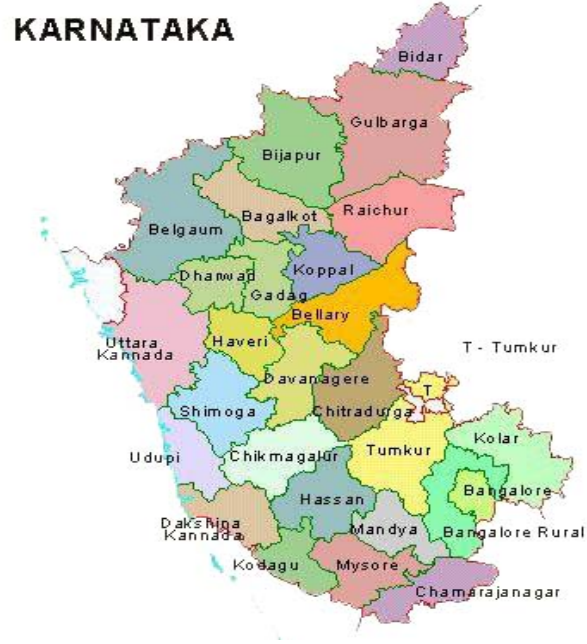 KARNATAKA
Bidar
Gulbarga
Bijapur
Bagalkot
Raichur
Belgaum
Dharwad
Koppal
Gadag
Bellary
Uttara
Kannada
Haveri
T - Tumkur
Davanagere
T
Shimoga
Chitradurga
Kolar
Udupi
Chikmagalur
Tumkur
Hassan
Bangalore
Dakshina
Kannada
Mandya
Bangalore Rural
Kodagu
Mysore
Chamarajanagar